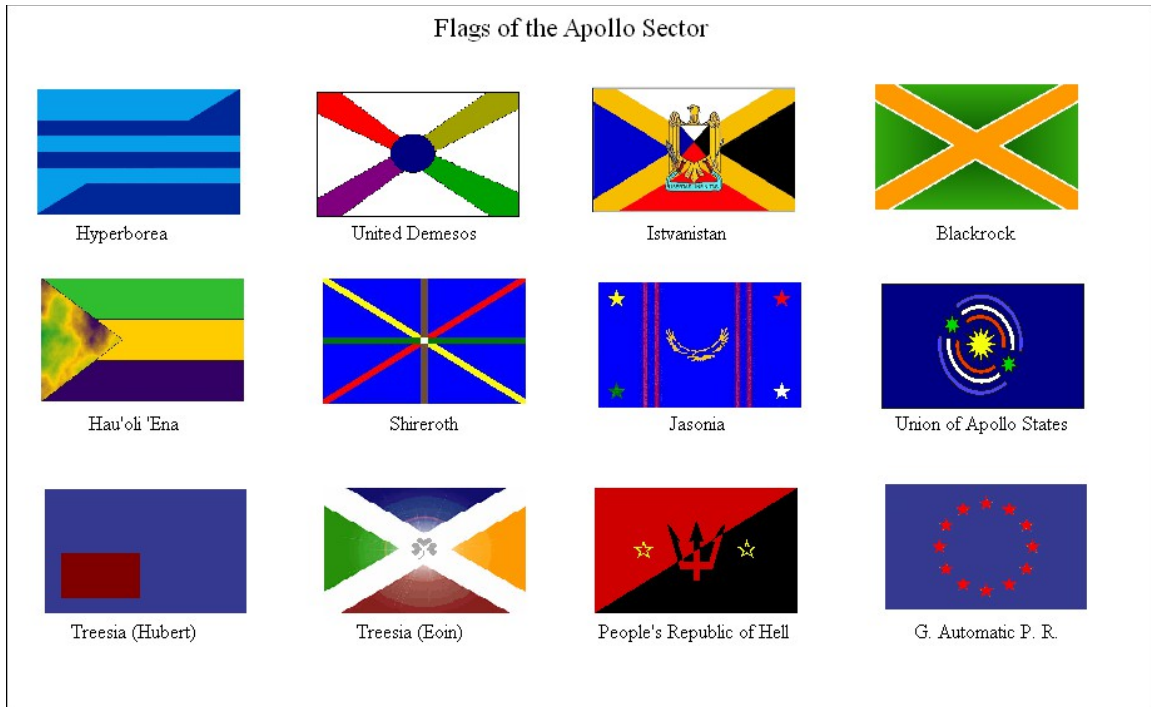 Flags of the Apollo Sector
Hyperborea
United Demesos
Istvanistan
Blackrock
Hau'oli 'Ena
Shireroth
Jasonia
Union of Apollo States
Treesia (Hubert)
Treesia (Eoin)
People's Republic of Hell
G. Automatic P. R.